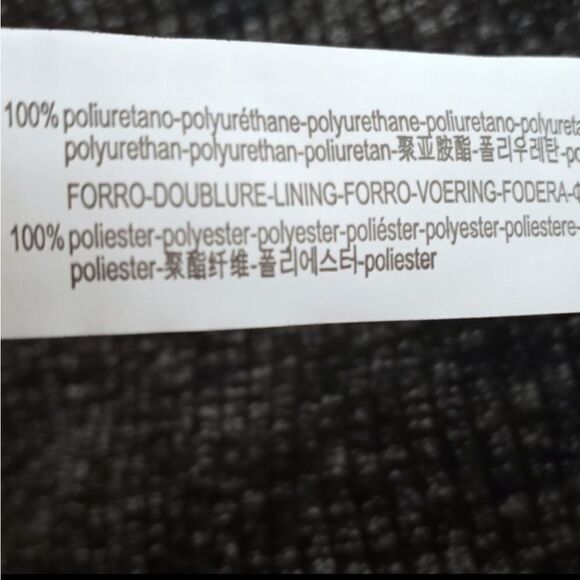 100% poliuretano-polyuréthane-polyurethane-poliuretano-polyureta
polyurethan-polyurethan-poliuretan-聚亚胺酯-폴리우레탄-po
FORRO-DOUBLURE-LINING-FORRO-VOERING-FODERA-
100% poliester-polyester-polyester-poliéster-polyester-poliestere-
poliester-聚酯纤维-폴리에스터-poliester